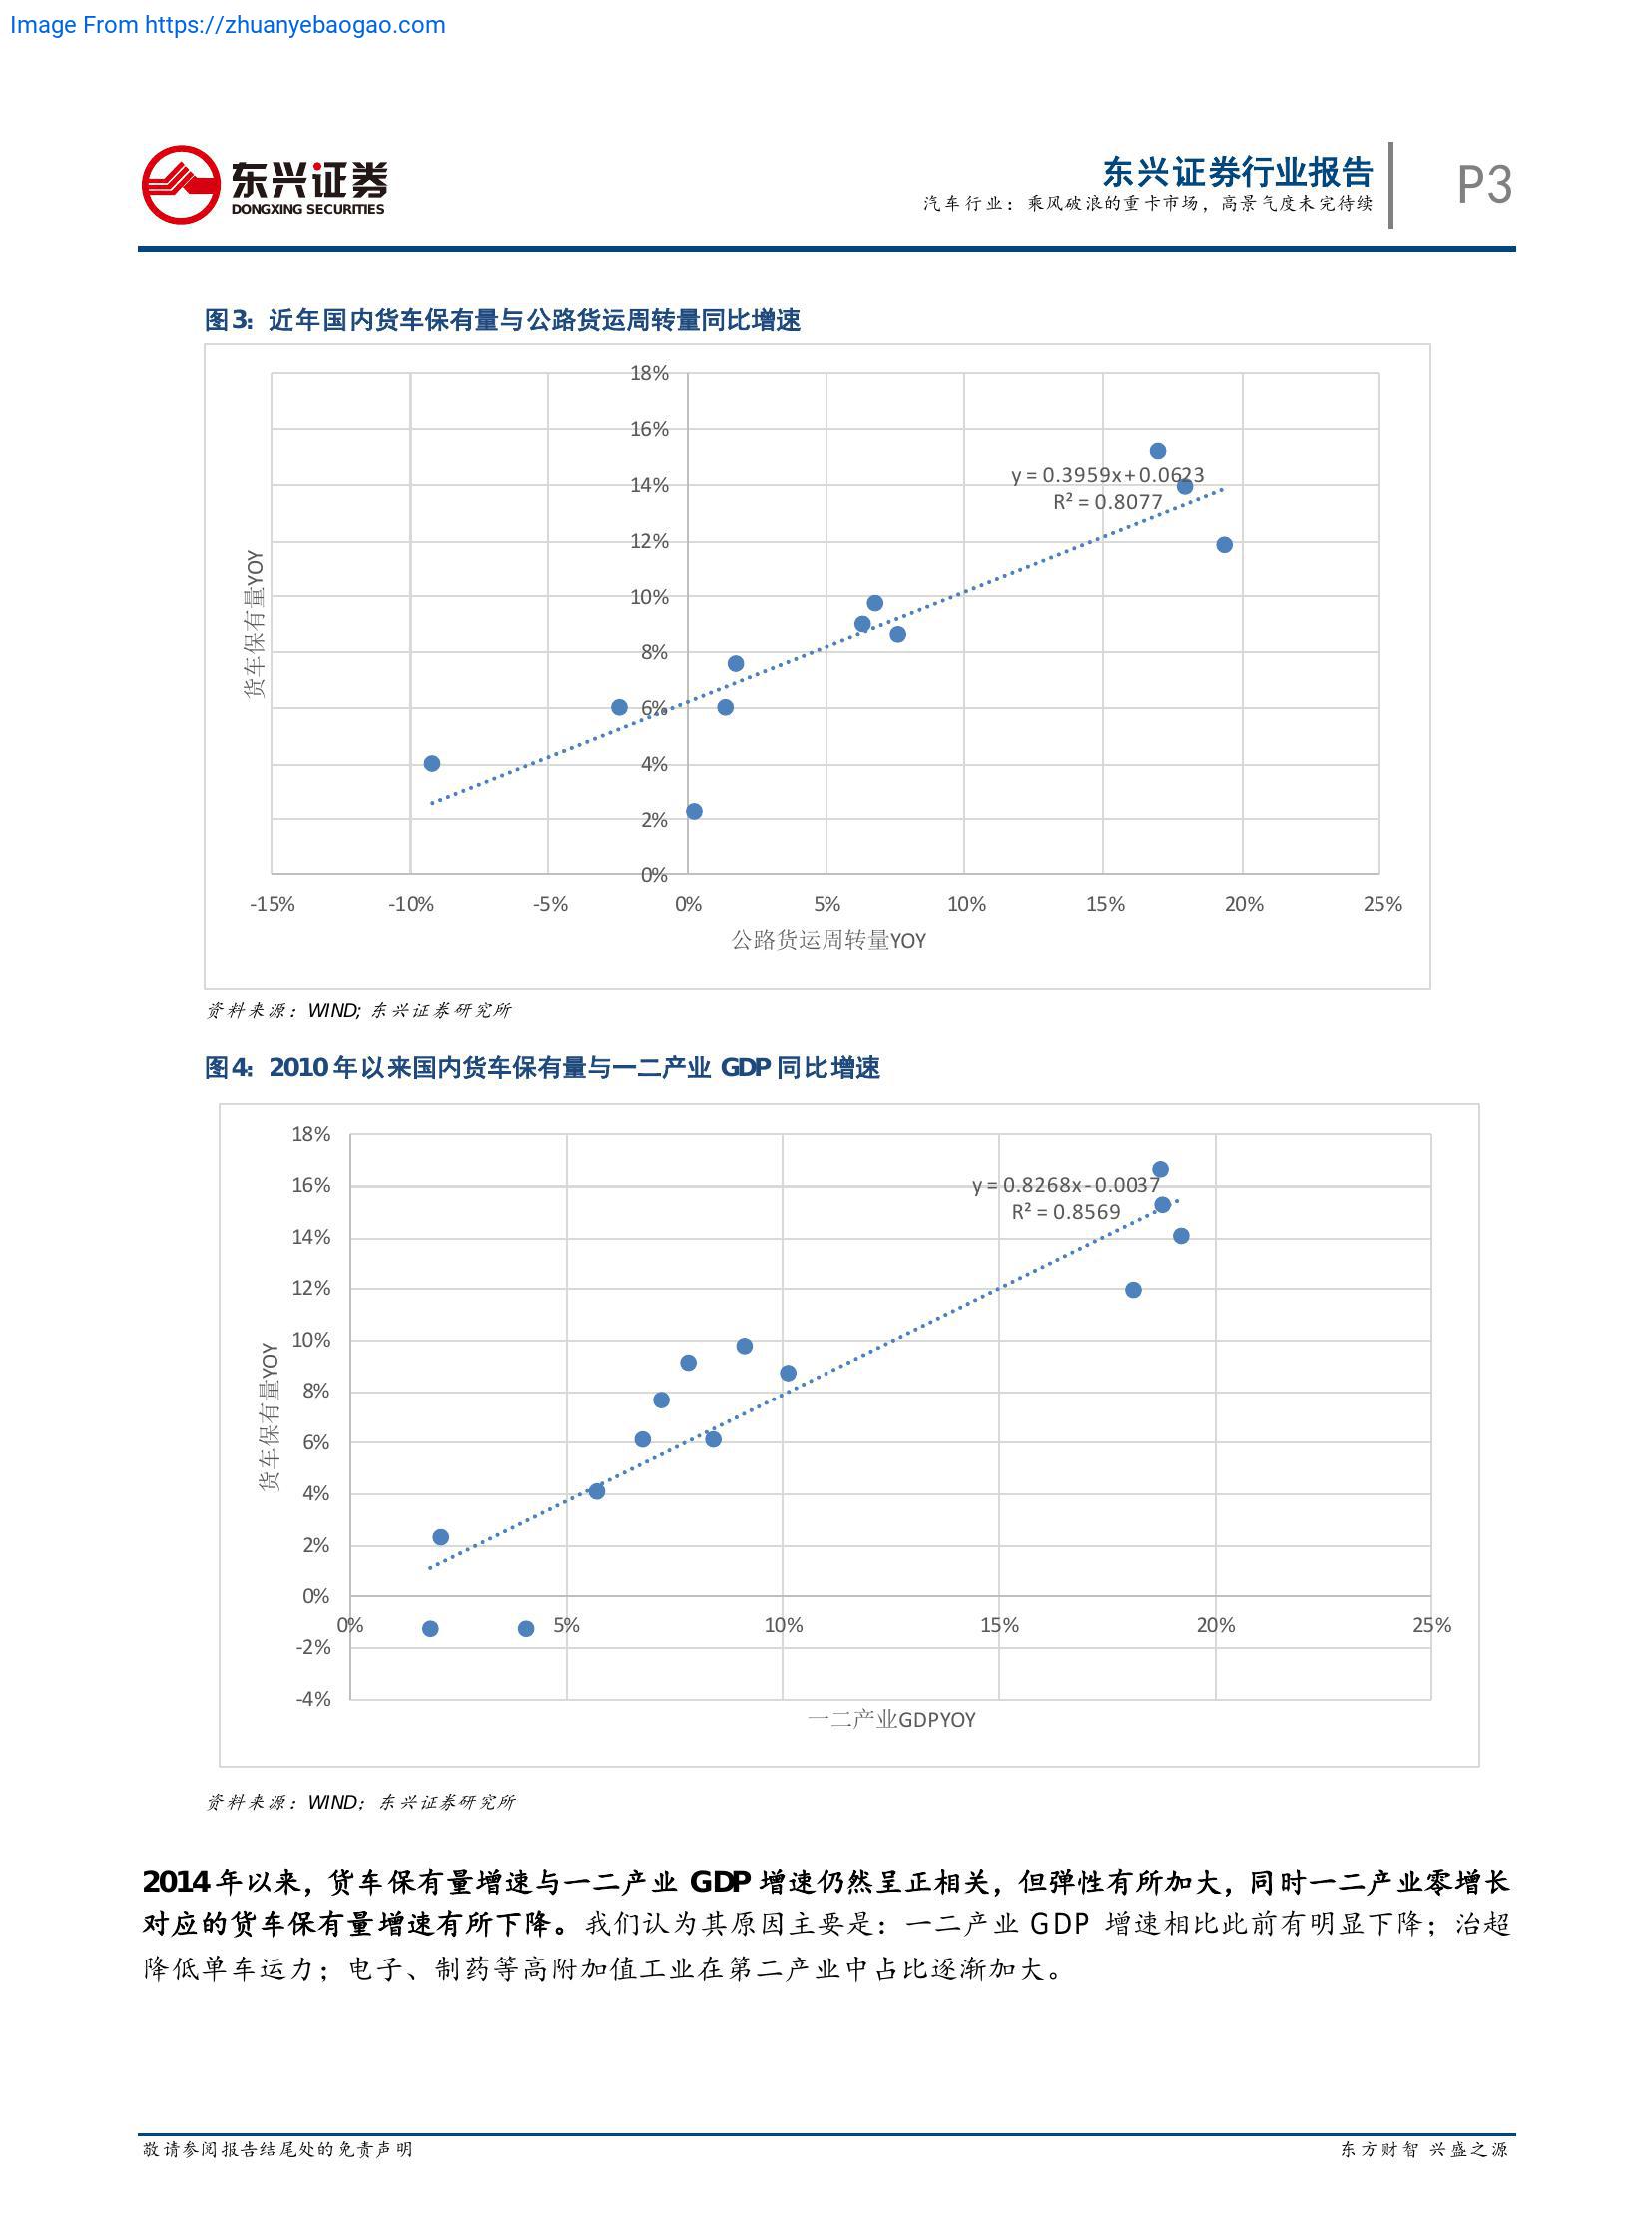 Image From https://zhuanyebaogao.com
东兴证券
DONGXING SECURITIES
东兴证券行业报告
汽车行业：乘风破浪的重卡市场，高景气度未完待续
P3
图3: 近年国内货车保有量与公路货运周转量同比增速
18%
16%
14%
12%
10%
8%
6%
4%
2%
0%
货车保有量YOY
y = 0.3959x+0.0623
R² = 0.8077
-15% -10% -5% 0% 5% 10% 15% 20% 25%
公路货运周转量YOY
资料来源：WIND; 东兴证券研究所
图4: 2010年以来国内货车保有量与一二产业 GDP 同比增速
18%
16%
14%
12%
10%
8%
6%
4%
2%
0%
-2%
-4%
货车保有量YOY
y = 0.8268x-0.0037
R² = 0.8569
0% 5% 10% 15% 20% 25%
一二产业GDPYOY
资料来源：WIND；东兴证券研究所
2014年以来，货车保有量增速与一二产业 GDP 增速仍然呈正相关，但弹性有所加大，同时一二产业零增长
对应的货车保有量增速有所下降。我们认为其原因主要是：一二产业 GDP 增速相比此前有明显下降；治超
降低单车运力；电子、制药等高附加值工业在第二产业中占比逐渐加大。
敬请参阅报告结尾处的免责声明
东方财智 兴盛之源